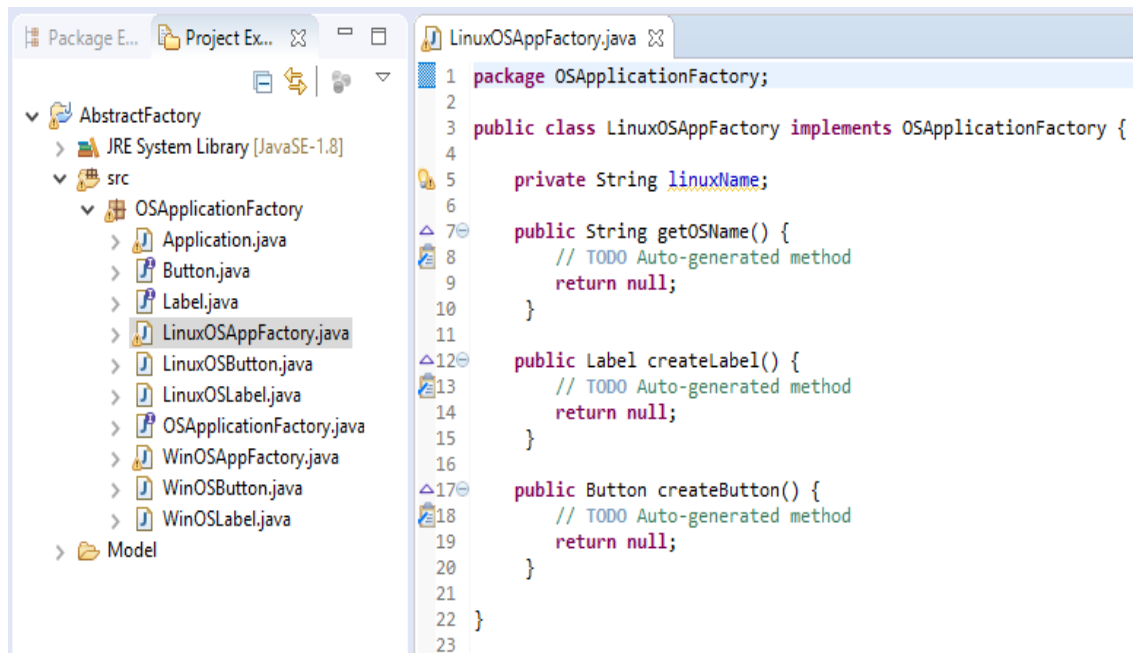 Package E...
Project Ex...
AbstractFactory
JRE System Library [JavaSE-1.8]
src
OSApplicationFactory
Application.java
Button.java
Label.java
LinuxOSAppFactory.java
LinuxOSButton.java
LinuxOSLabel.java
OSApplicationFactory.java
WinOSAppFactory.java
WinOSButton.java
WinOSLabel.java
Model
LinuxOSAppFactory.java
1 package OSApplicationFactory;
2
3 public class LinuxOSAppFactory implements OSApplicationFactory {
4
5     private String linuxName;
6
7     public String getOSName() {
8         // TODO Auto-generated method
9         return null;
10     }
11
12     public Label createLabel() {
13         // TODO Auto-generated method
14         return null;
15     }
16
17     public Button createButton() {
18         // TODO Auto-generated method
19         return null;
20     }
21
22 }
23